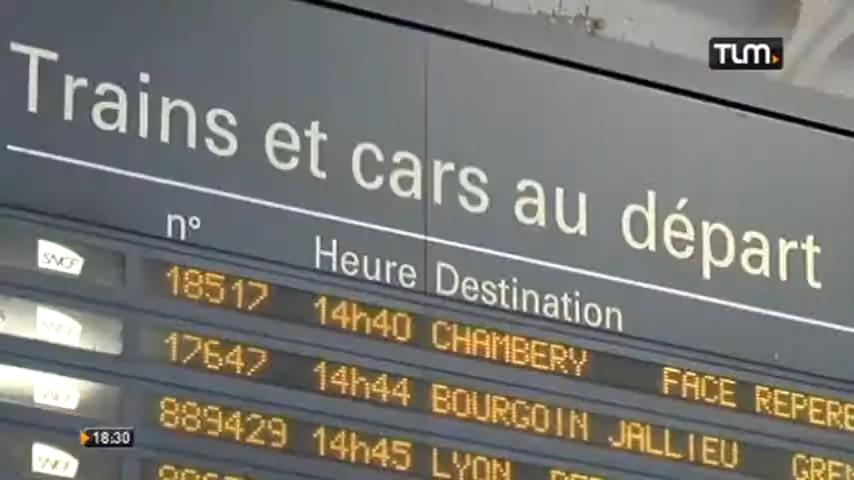 TLM
Trains et cars au départ
n° Heure Destination
SNCF 18517 14h40 CHAMBERY FACE REPERE
17647 14h44 BOURGOIN JALLIEU GRE
SNCF 889429 14h45 LYON
SNCF
18:30